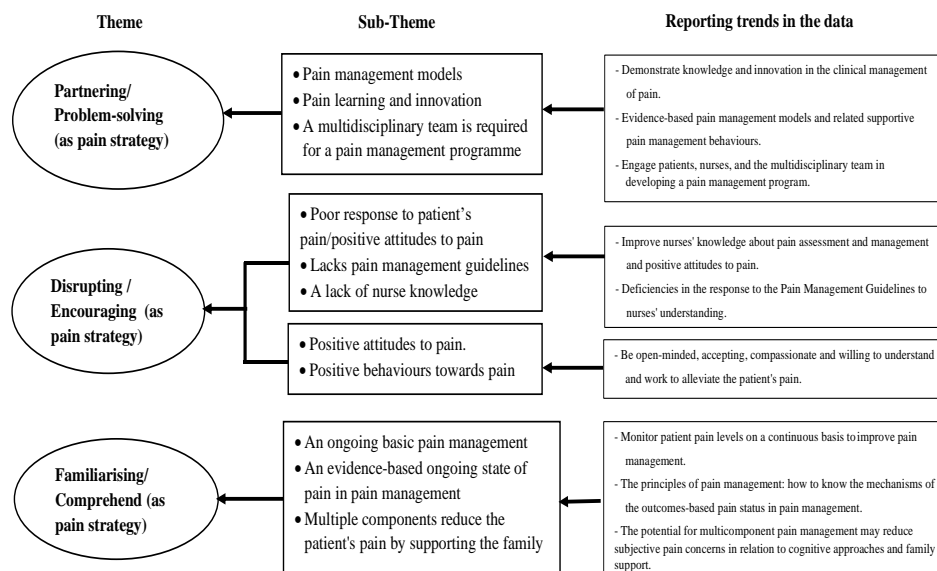 Theme
Sub-Theme
Reporting trends in the data
Partnering/
Problem-solving
(as pain strategy)
• Pain management models
• Pain learning and innovation
• A multidisciplinary team is required
for a pain management programme
- Demonstrate knowledge and innovation in the clinical management
of pain.
- Evidence-based pain management models and related supportive
pain management behaviours.
- Engage patients, nurses, and the multidisciplinary team in
developing a pain management program.
Disrupting /
Encouraging (as
pain strategy)
• Poor response to patient's
pain/positive attitudes to pain
• Lacks pain management guidelines
• A lack of nurse knowledge
- Improve nurses' knowledge about pain assessment and management
and positive attitudes to pain.
- Deficiencies in the response to the Pain Management Guidelines to
nurses' understanding.
• Positive attitudes to pain.
• Positive behaviours towards pain
- Be open-minded, accepting, compassionate and willing to understand
and work to alleviate the patient's pain.
Familiarising/
Comprehend (as
pain strategy)
• An ongoing basic pain management
• An evidence-based ongoing state of
pain in pain management
• Multiple components reduce the
patient's pain by supporting the family
- Monitor patient pain levels on a continuous basis to improve pain
management.
- The principles of pain management: how to know the mechanisms of
the outcomes-based pain status in pain management.
- The potential for multicomponent pain management may reduce
subjective pain concerns in relation to cognitive approaches and family
support.